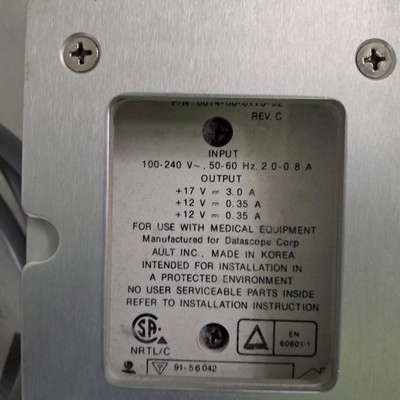 REV. C
INPUT
100-240 V~, 50-60 Hz, 2.0-0.8 A
OUTPUT
+17 V ⎓ 3.0 A
+12 V ⎓ 0.35 A
+12 V ⎓ 0.35 A
FOR USE WITH MEDICAL EQUIPMENT
Manufactured for Datascope Corp
AULT INC., MADE IN KOREA
INTENDED FOR INSTALLATION IN
A PROTECTED ENVIRONMENT
NO USER SERVICEABLE PARTS INSIDE
REFER TO INSTALLATION INSTRUCTION
SA
NRTL/C
EN
60601-1
91-56042